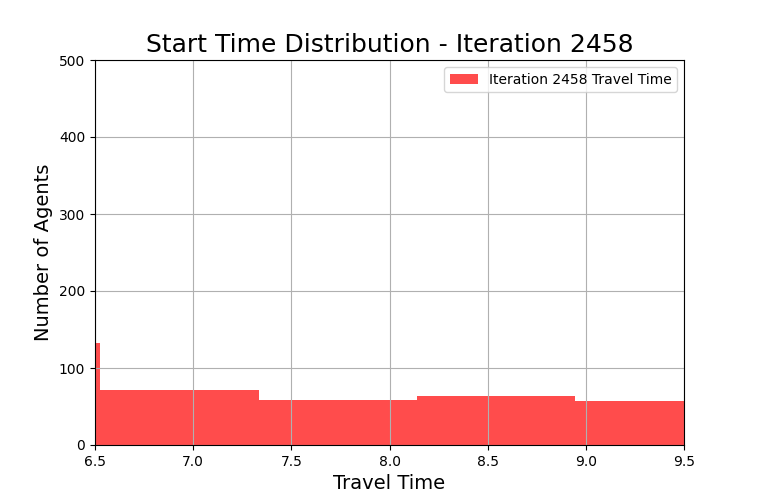 Start Time Distribution - Iteration 2458
Iteration 2458 Travel Time
Number of Agents
500
400
300
200
100
0
6.5 7.0 7.5 8.0 8.5 9.0 9.5
Travel Time